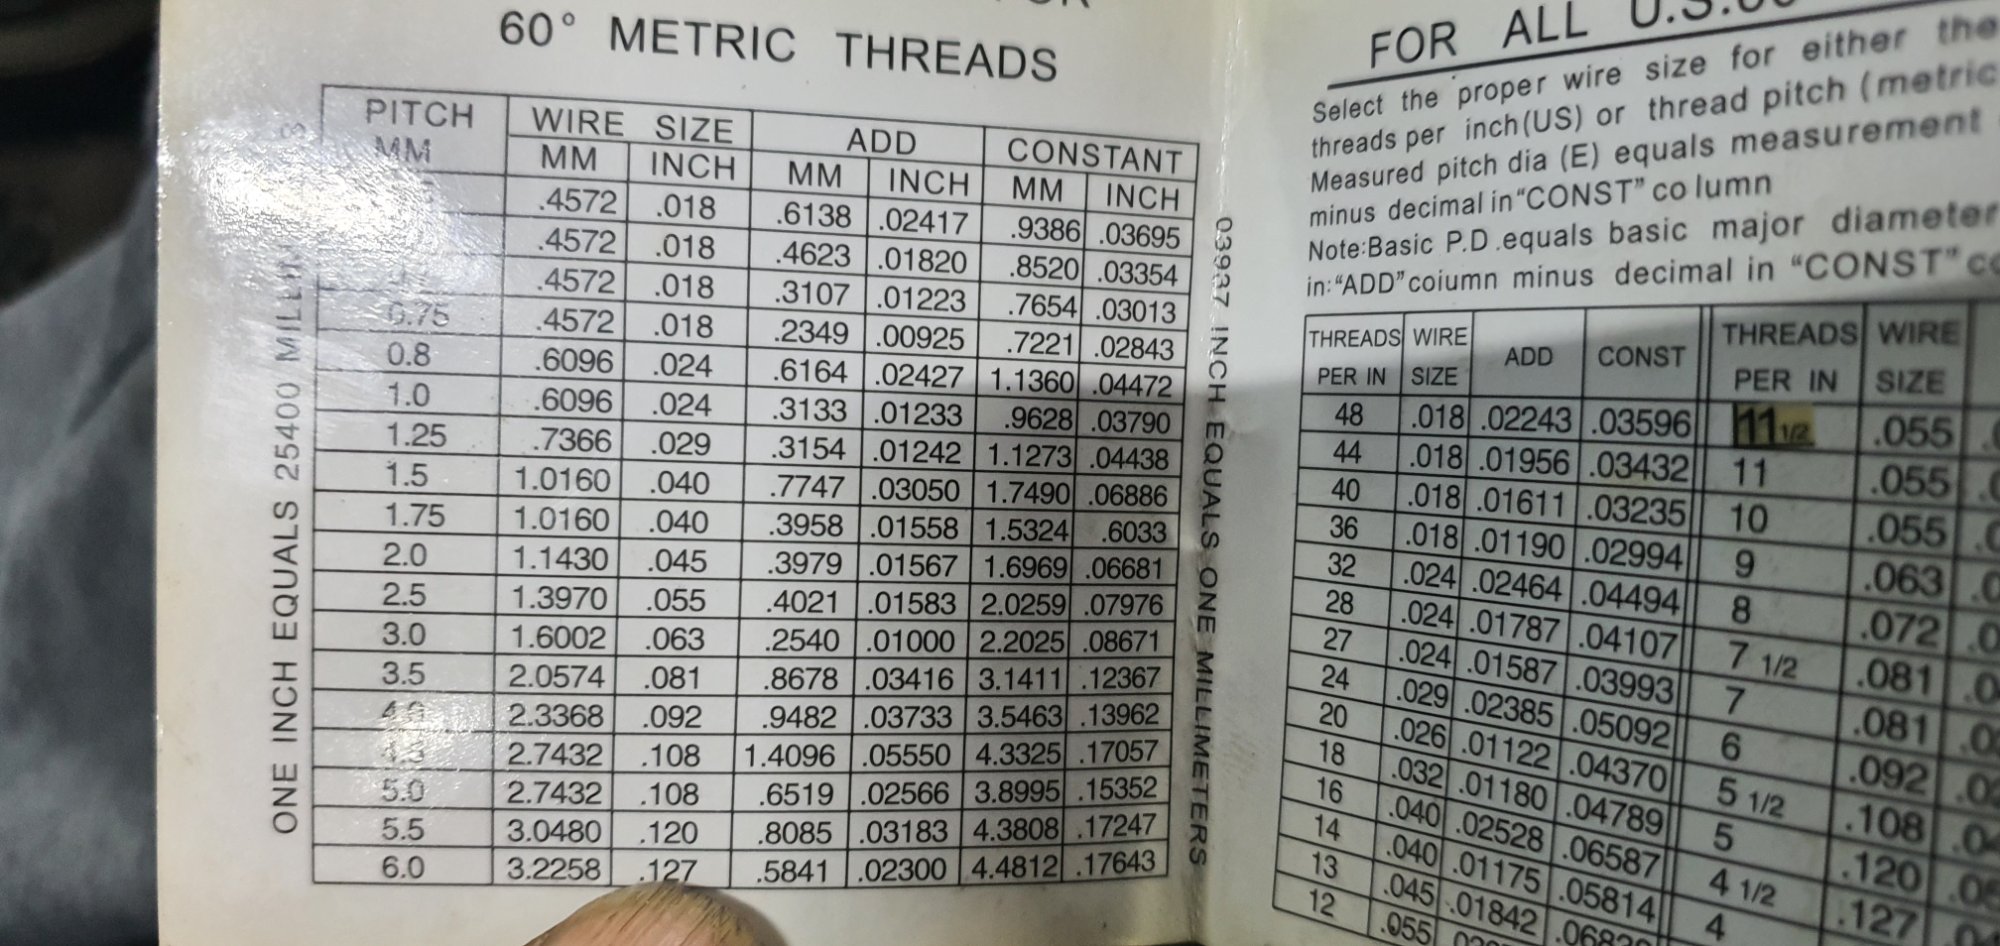 60° METRIC THREADS
PITCH MM WIRE SIZE ADD CONSTANT
MM INCH MM INCH MM INCH
.4572 .018 .6138 .02417 .9386 .03695
.4572 .018 .4623 .01820 .8520 .03354
.4572 .018 .3107 .01223 .7654 .03013
0.75 .4572 .018 .2349 .00925 .7221 .02843
0.8 .6096 .024 .6164 .02427 1.1360 .04472
1.0 .6096 .024 .3133 .01233 .9628 .03790
1.25 .7366 .029 .3154 .01242 1.1273 .04438
1.5 1.0160 .040 .7747 .03050 1.7490 .06886
1.75 1.0160 .040 .3958 .01558 1.5324 .6033
2.0 1.1430 .045 .3979 .01567 1.6969 .06681
2.5 1.3970 .055 .4021 .01583 2.0259 .07976
3.0 1.6002 .063 .2540 .01000 2.2025 .08671
3.5 2.0574 .081 .8678 .03416 3.1411 .12367
2.3368 .092 .9482 .03733 3.5463 .13962
2.7432 .108 1.4096 .05550 4.3325 .17057
5.0 2.7432 .108 .6519 .02566 3.8995 .15352
5.5 3.0480 .120 .8085 .03183 4.3808 .17247
6.0 3.2258 .127 .5841 .02300 4.4812 .17643
ONE INCH EQUALS 25400
.03937 INCH EQUALS ONE MILLIMETERS
FOR ALL U.S.
Select the proper wire size for either the
threads per inch(US) or thread pitch (metric
Measured pitch dia (E) equals measurement
minus decimal in "CONST" co lumn
Note:Basic P.D .equals basic major diameter
in:"ADD" coiumn minus decimal in "CONST"
THREADS PER IN WIRE SIZE ADD CONST THREADS PER IN WIRE SIZE
48 .018 .02243 .03596 11 1/2 .055
44 .018 .01956 .03432 11 .055
40 .018 .01611 .03235 10 .055
36 .018 .01190 .02994 9 .063
32 .024 .02464 .04494 8 .072
28 .024 .01787 .04107 7 1/2 .081
27 .024 .01587 .03993 7 .081
24 .029 .02385 .05092 6 .092
20 .026 .01122 .04370 5 1/2 .108
18 .032 .01180 .04789 5 .120
16 .040 .02528 .06587 4 1/2 .127
14 .040 .01175 .05814 4
13 .045 .01842
12 .055